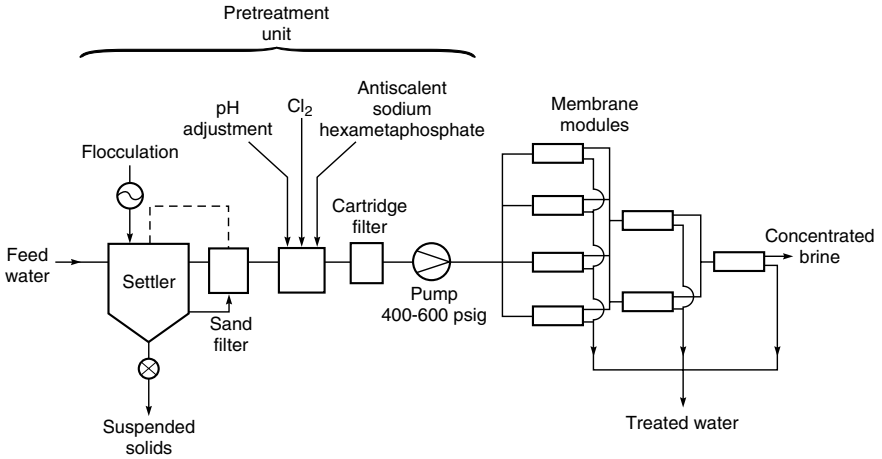 Pretreatment
unit
Antiscalent
sodium
hexametaphosphate
Cl2
pH
adjustment
Membrane
modules
Flocculation
Cartridge
filter
Feed
water
Settler
Concentrated
brine
Pump
400-600 psig
Sand
filter
Suspended
solids
Treated water